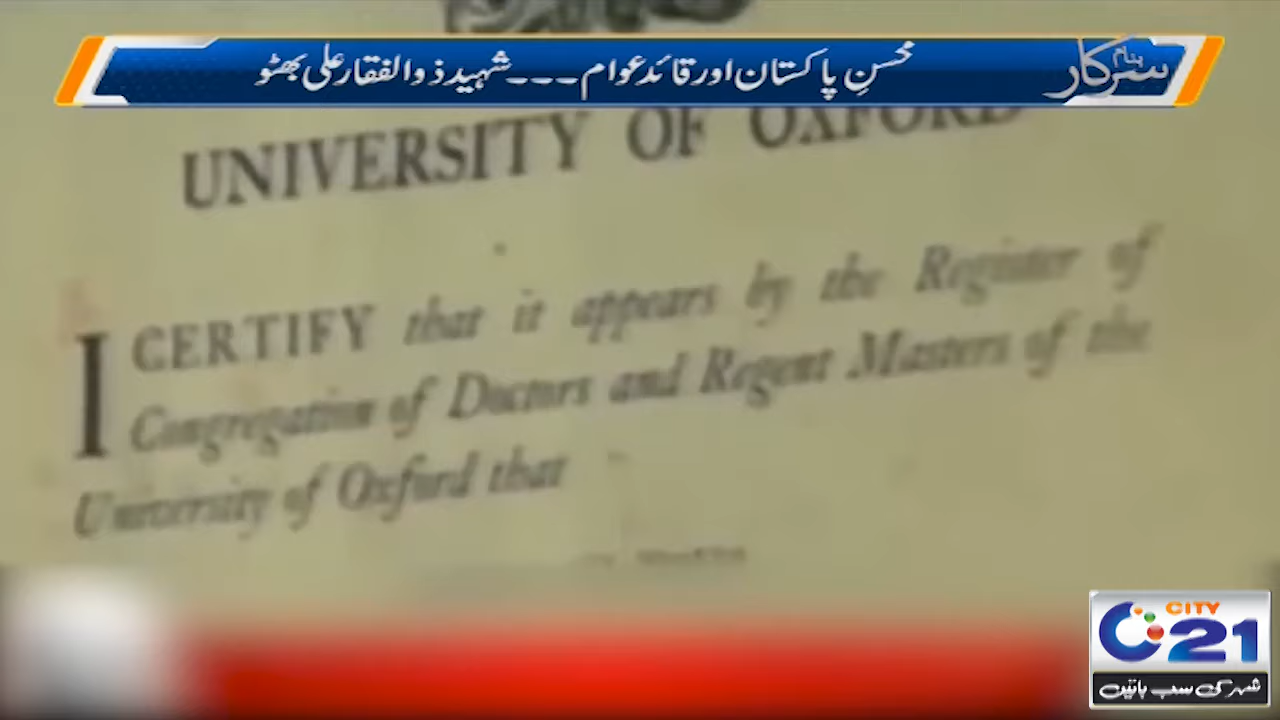 محسنِ پاکستان اور قائد عوام ۔۔۔ شہید ذوالفقار علی بھٹو
بنام سرکار
UNIVERSITY OF OXFORD
I CERTIFY that it appears by the Register of
Congregation of Doctors and Regent Masters of the
University of Oxford that
CITY
21
شہر کی سب باتیں